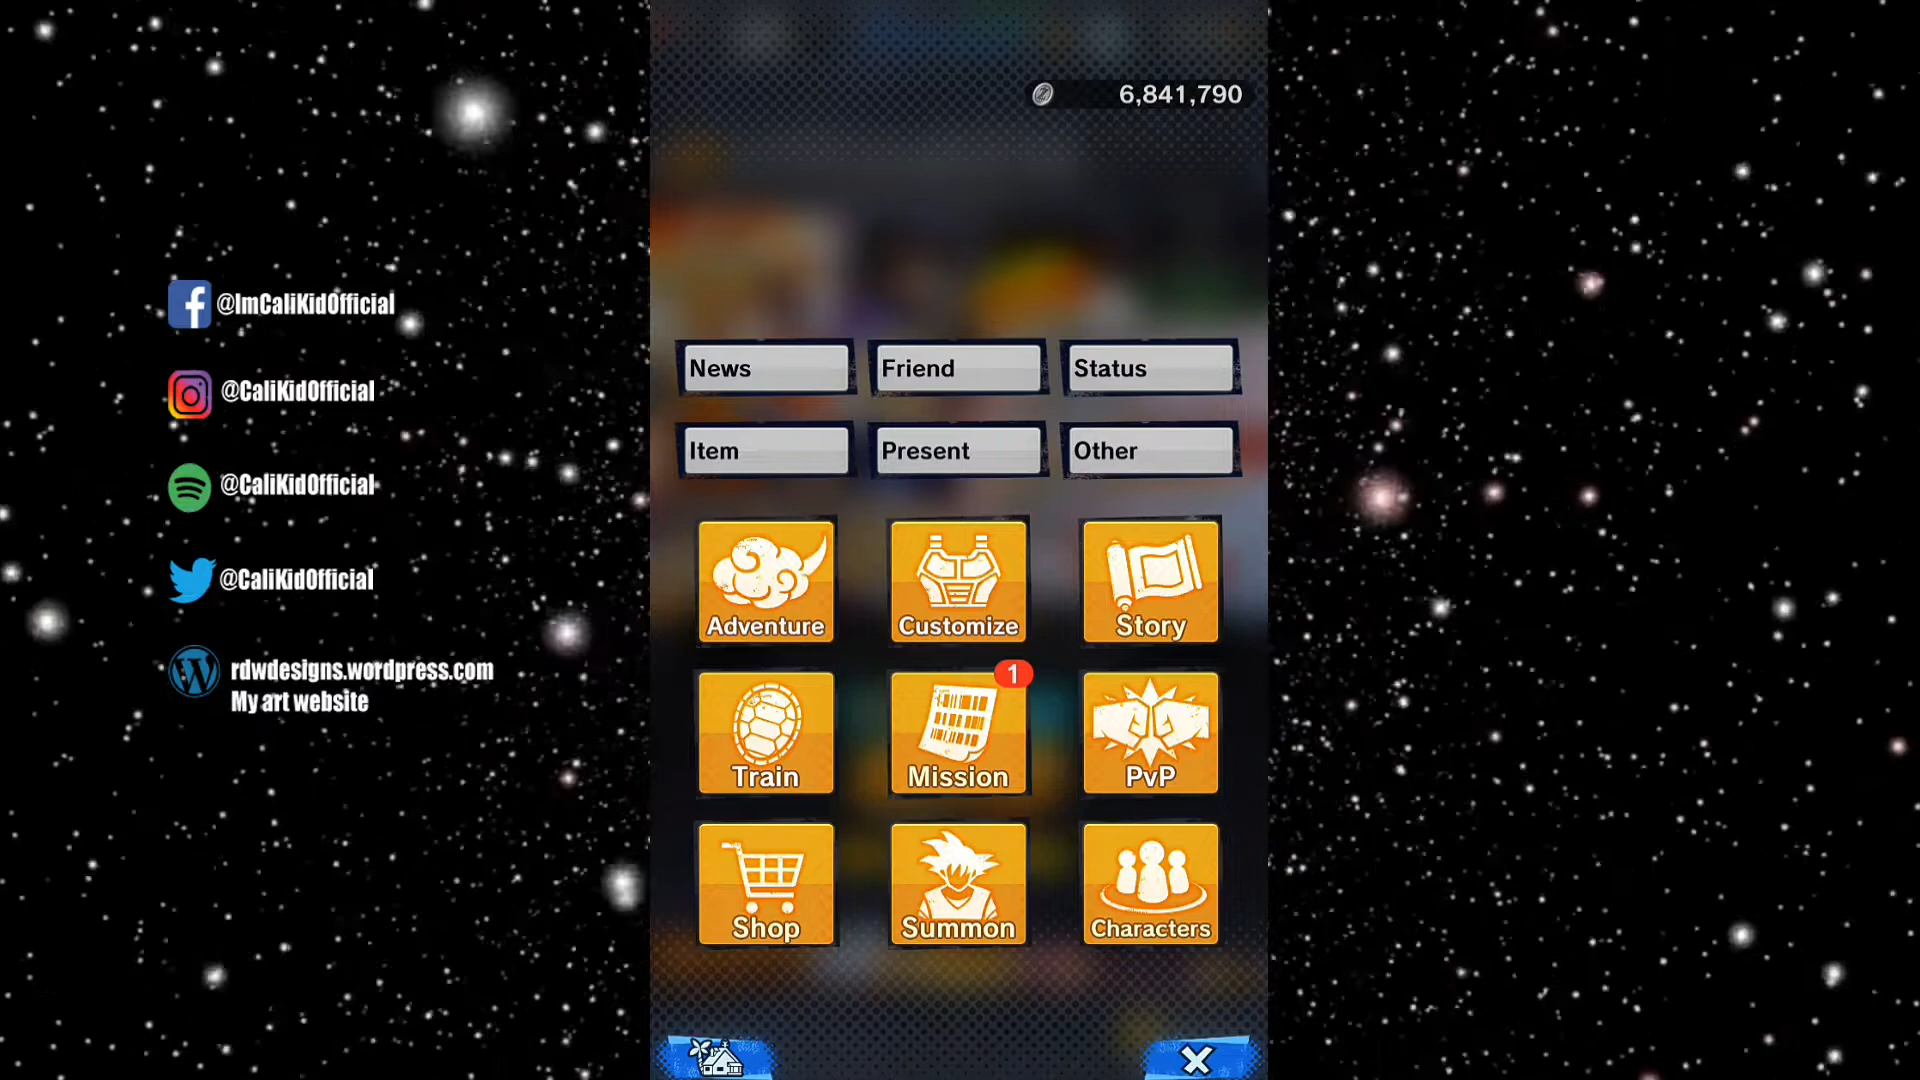 6,841,790
@ImCaliKidOfficial
@CaliKidOfficial
@CaliKidOfficial
@CaliKidOfficial
rdwdesigns.wordpress.com
My art website
News
Friend
Status
Item
Present
Other
Adventure
Customize
Story
1
Train
Mission
PvP
Shop
Summon
Characters